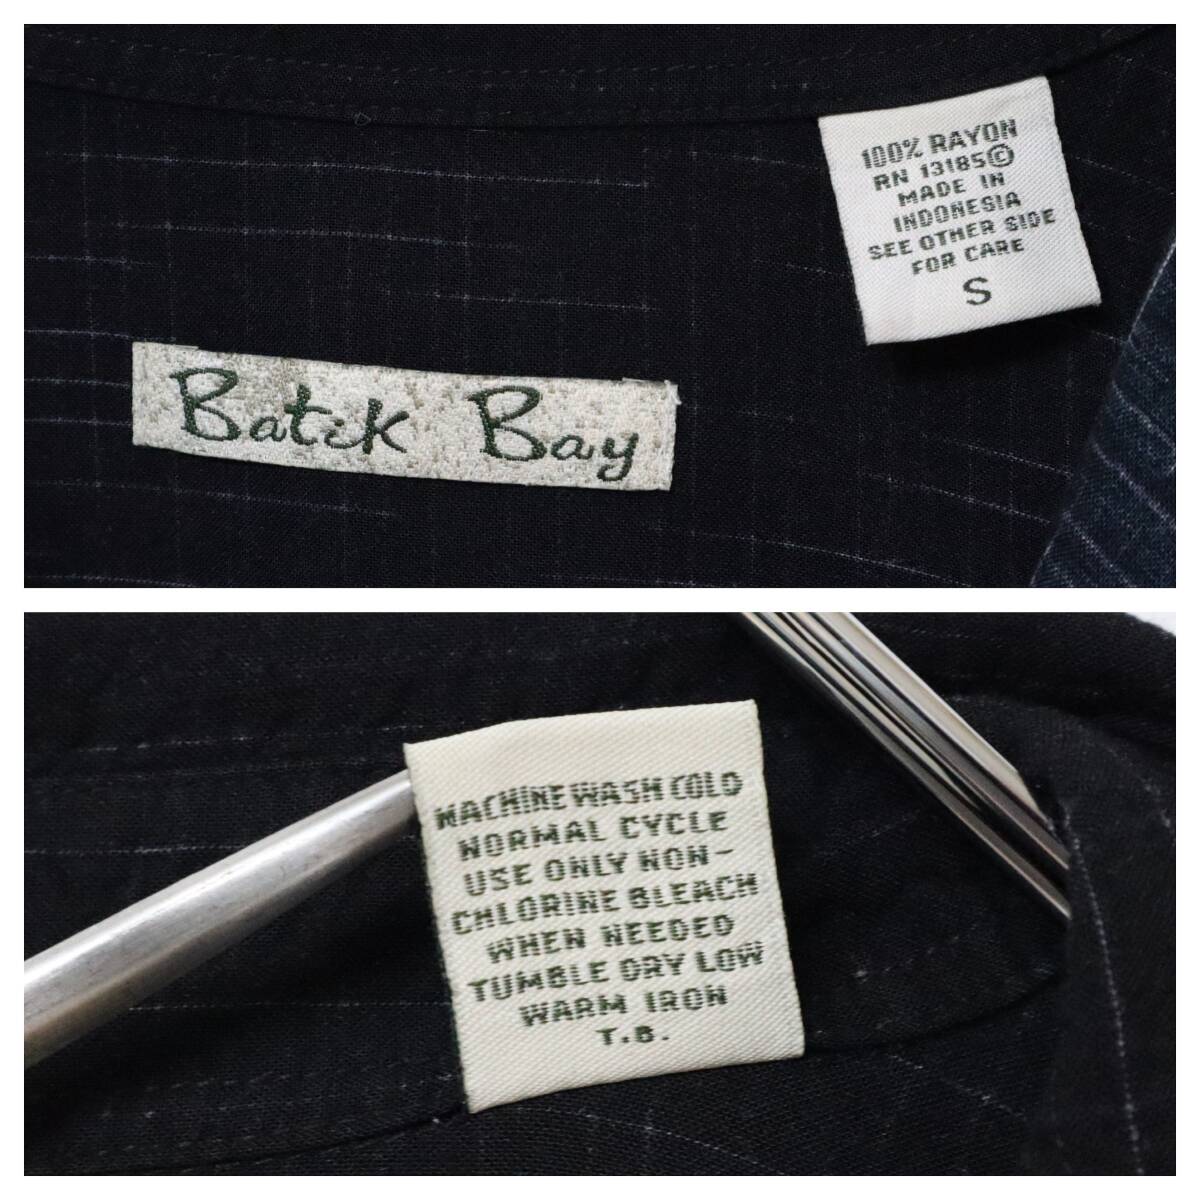 100% RAYON
RN 13185©
MADE IN
INDONESIA
SEE OTHER SIDE
FOR CARE
S
Batik Bay
MACHINE WASH COLD
NORMAL CYCLE
USE ONLY NON-
CHLORINE BLEACH
WHEN NEEDED
TUMBLE DRY LOW
WARM IRON
T.B.